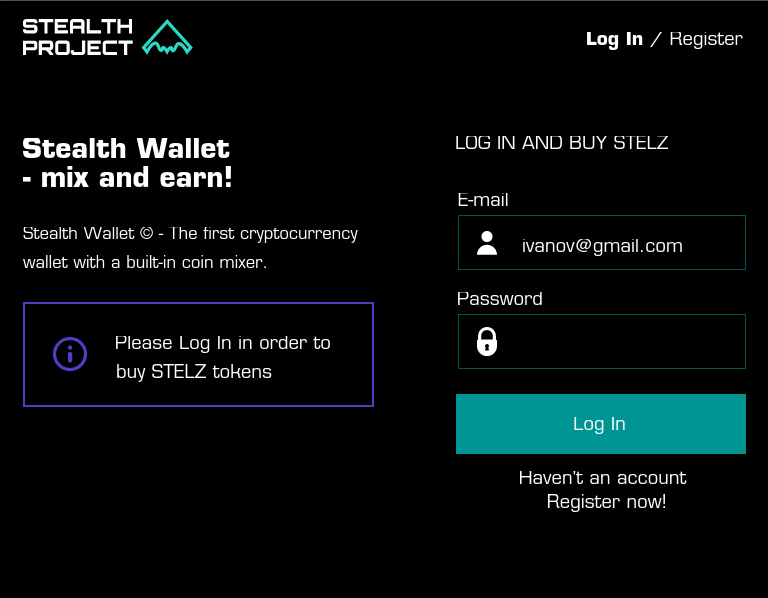 STEALTH
PROJECT
Log In / Register
Stealth Wallet
- mix and earn!
Stealth Wallet © - The first cryptocurrency
wallet with a built-in coin mixer.
Please Log In in order to
buy STELZ tokens
LOG IN AND BUY STELZ
E-mail
ivanov@gmail.com
Password
Log In
Haven't an account
Register now!